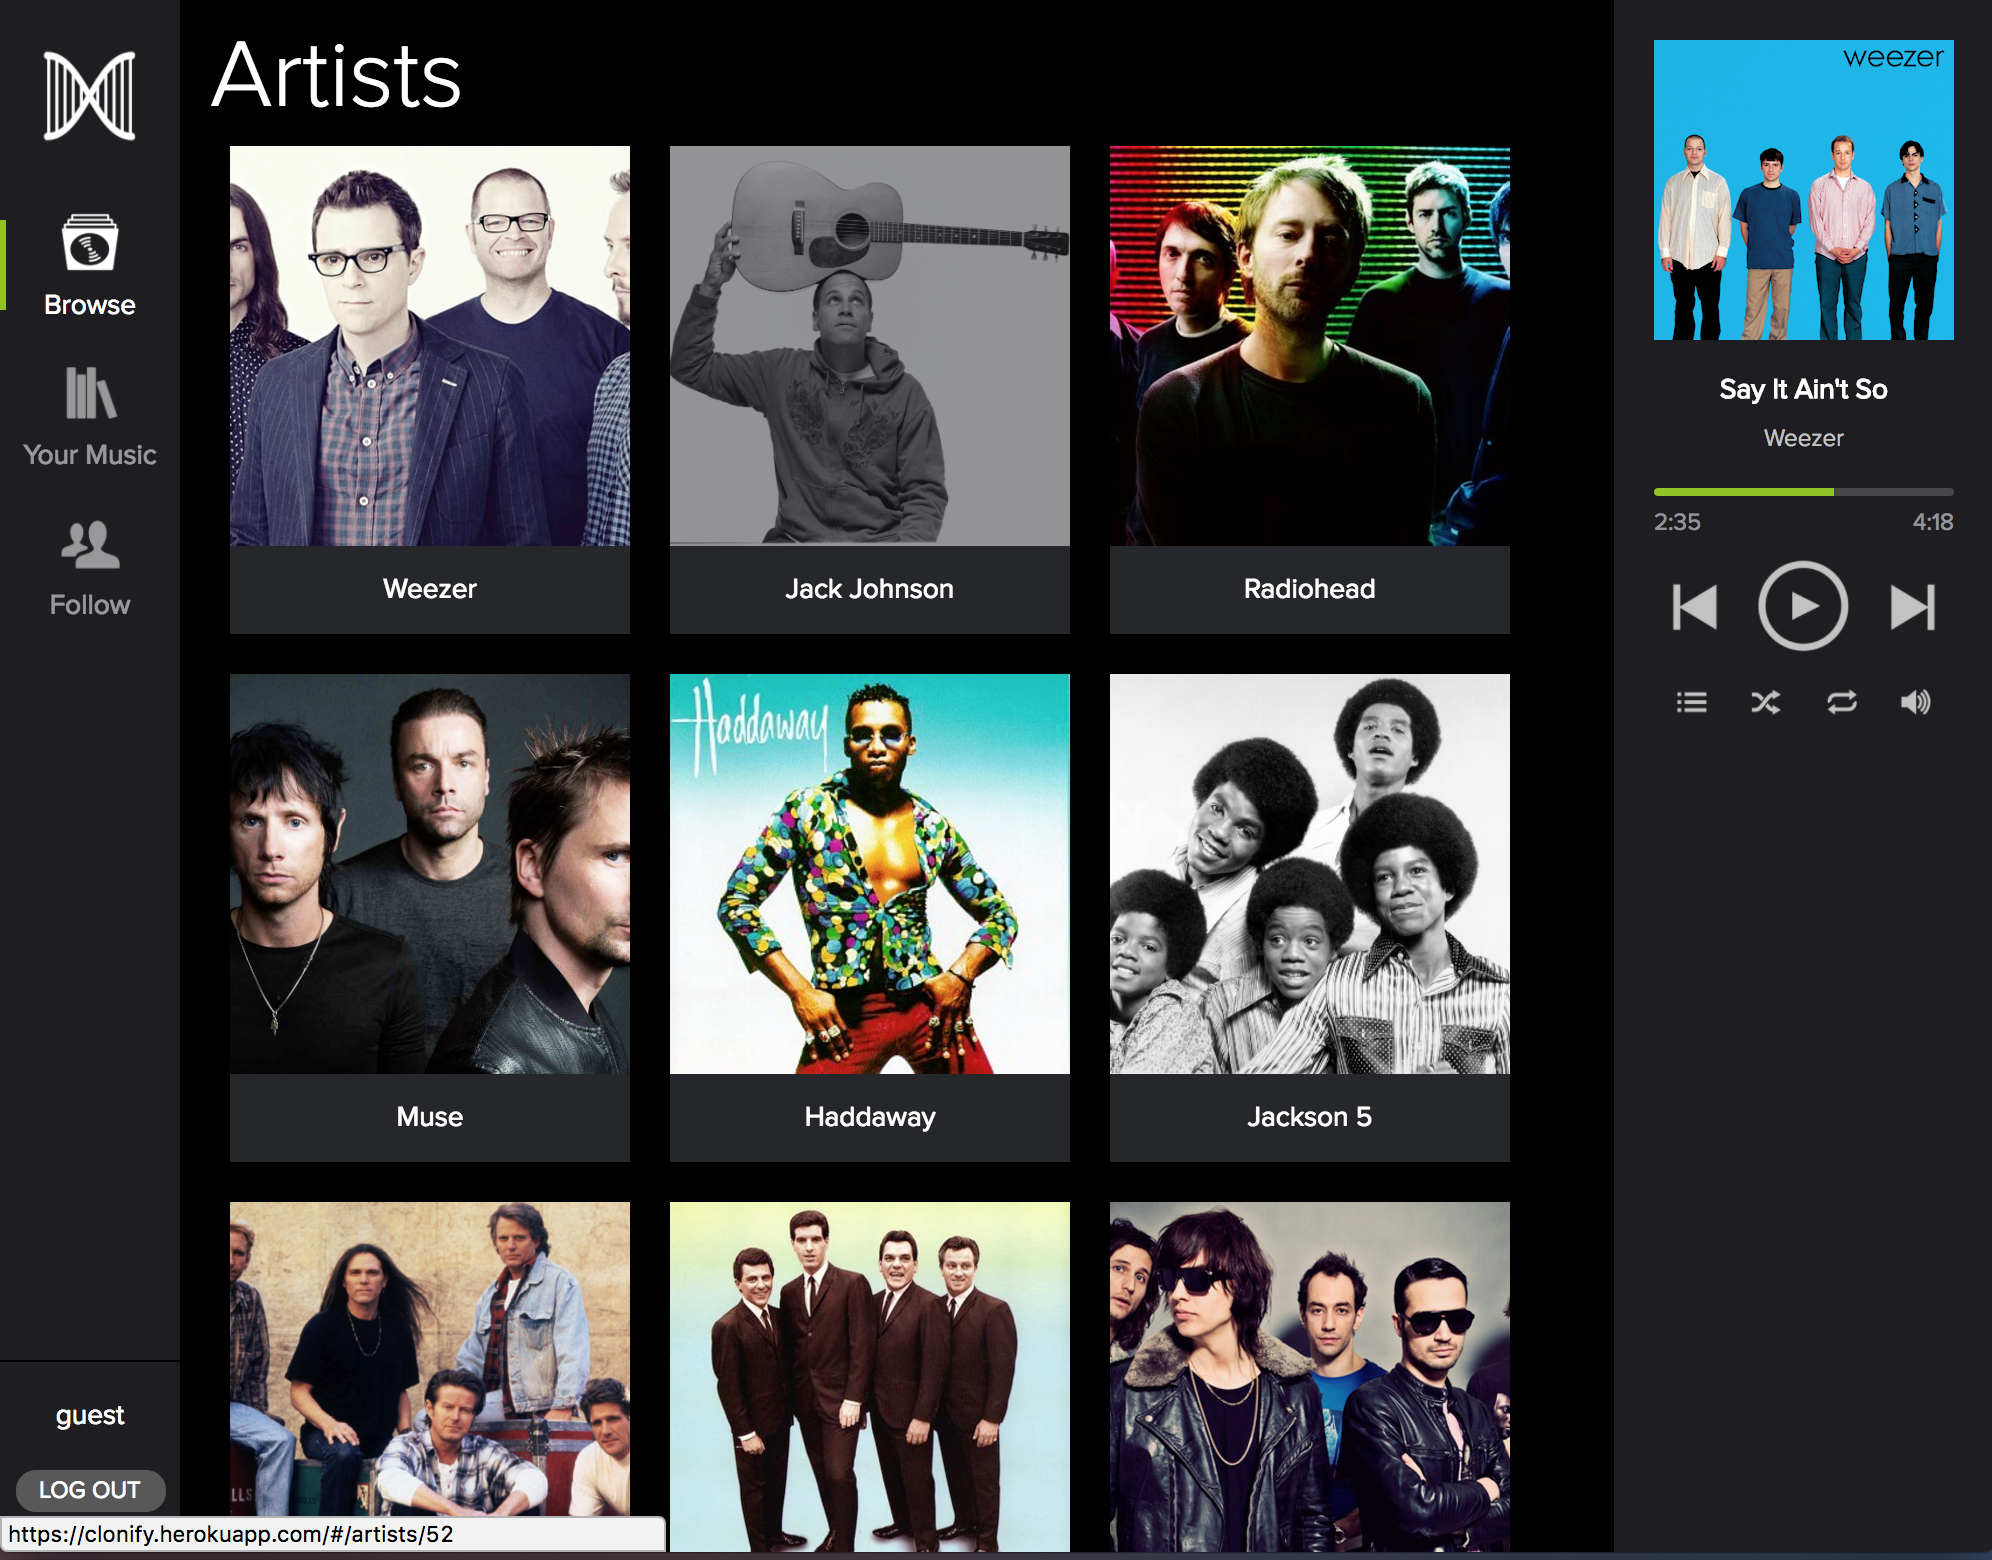 Artists
Browse
Your Music
Follow
guest
LOG OUT
https://clonify.herokuapp.com/#/artists/52
Weezer
Jack Johnson
Radiohead
Haddaway
Muse
Haddaway
Jackson 5
LLS
weezer
Say It Ain't So
Weezer
2:35
4:18